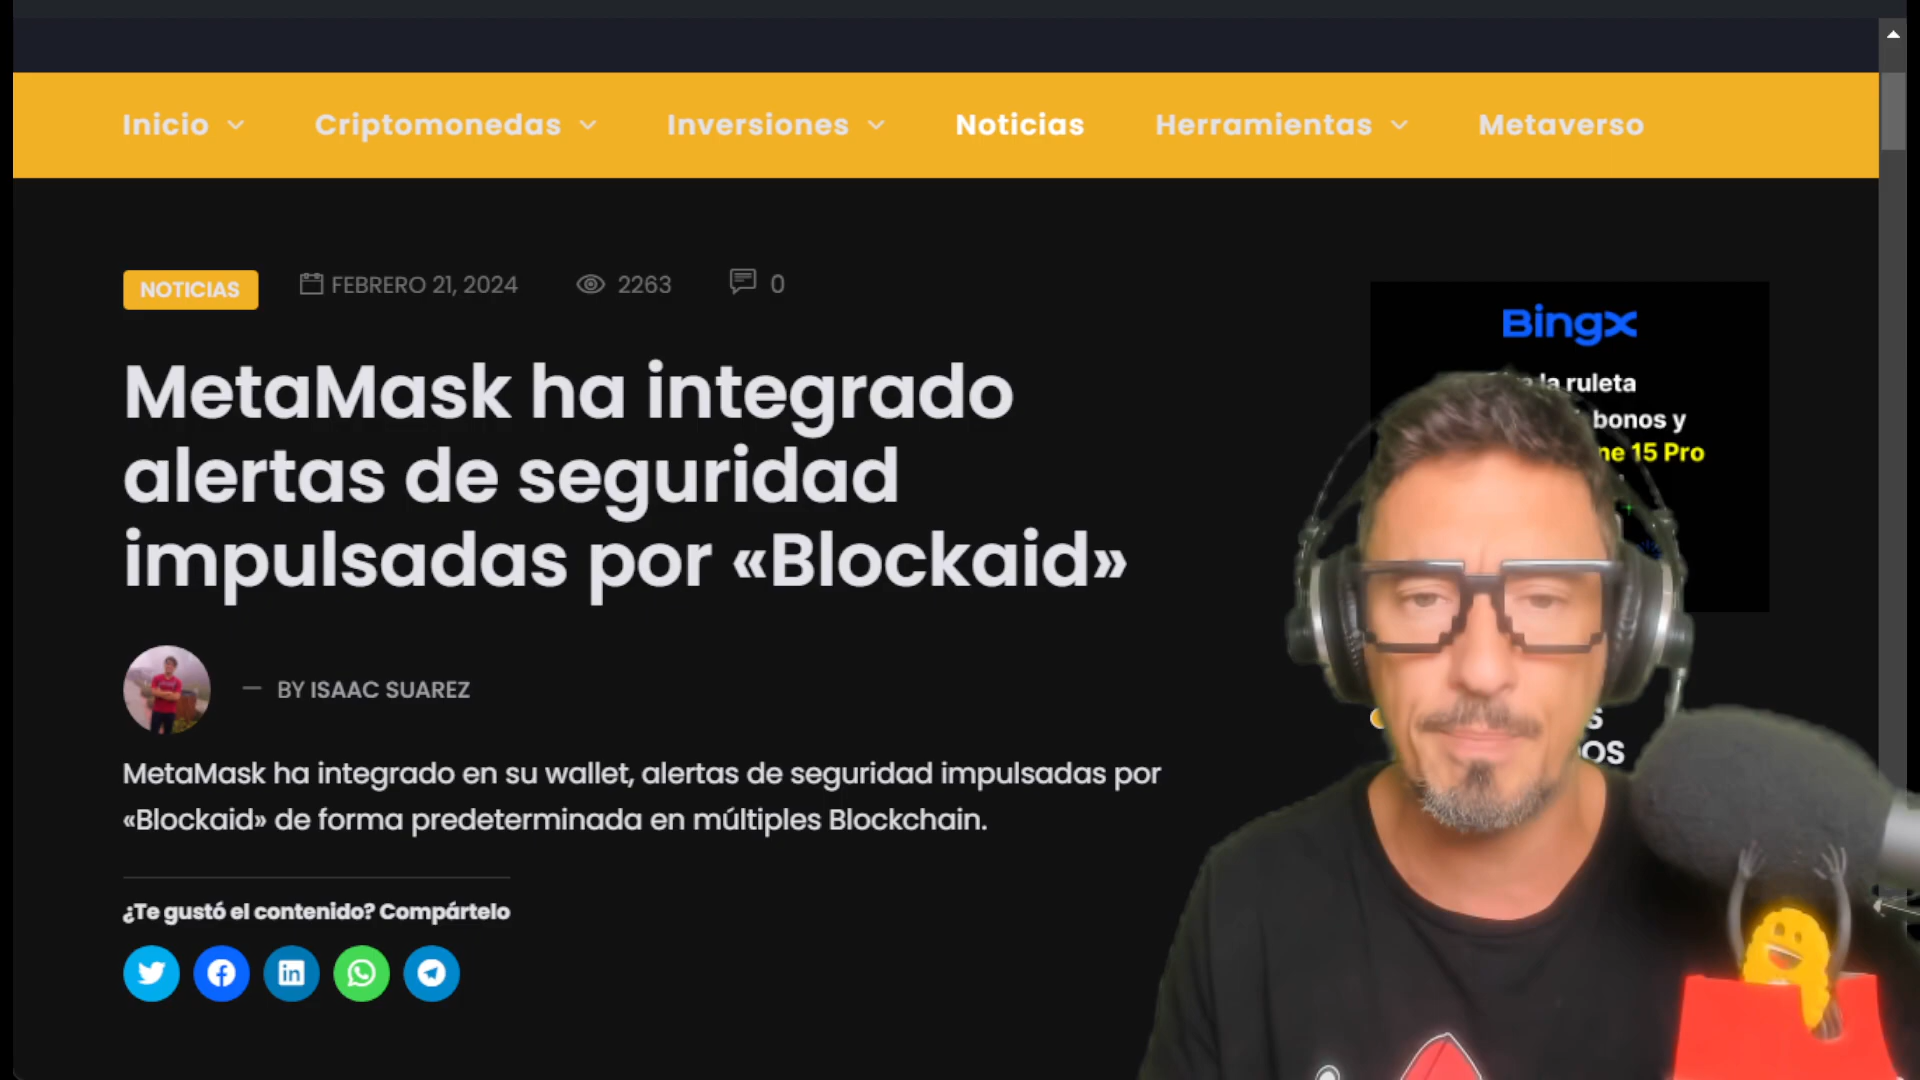 Inicio
Criptomonedas
Inversiones
Noticias
Herramientas
Metaverso
NOTICIAS
FEBRERO 21, 2024
2263
0
MetaMask ha integrado
alertas de seguridad
impulsadas por «Blockaid»
BY ISAAC SUAREZ
MetaMask ha integrado en su wallet, alertas de seguridad impulsadas por
«Blockaid» de forma predeterminada en múltiples Blockchain.
¿Te gustó el contenido? Compártelo
BingX
la ruleta
bonos y
15 Pro